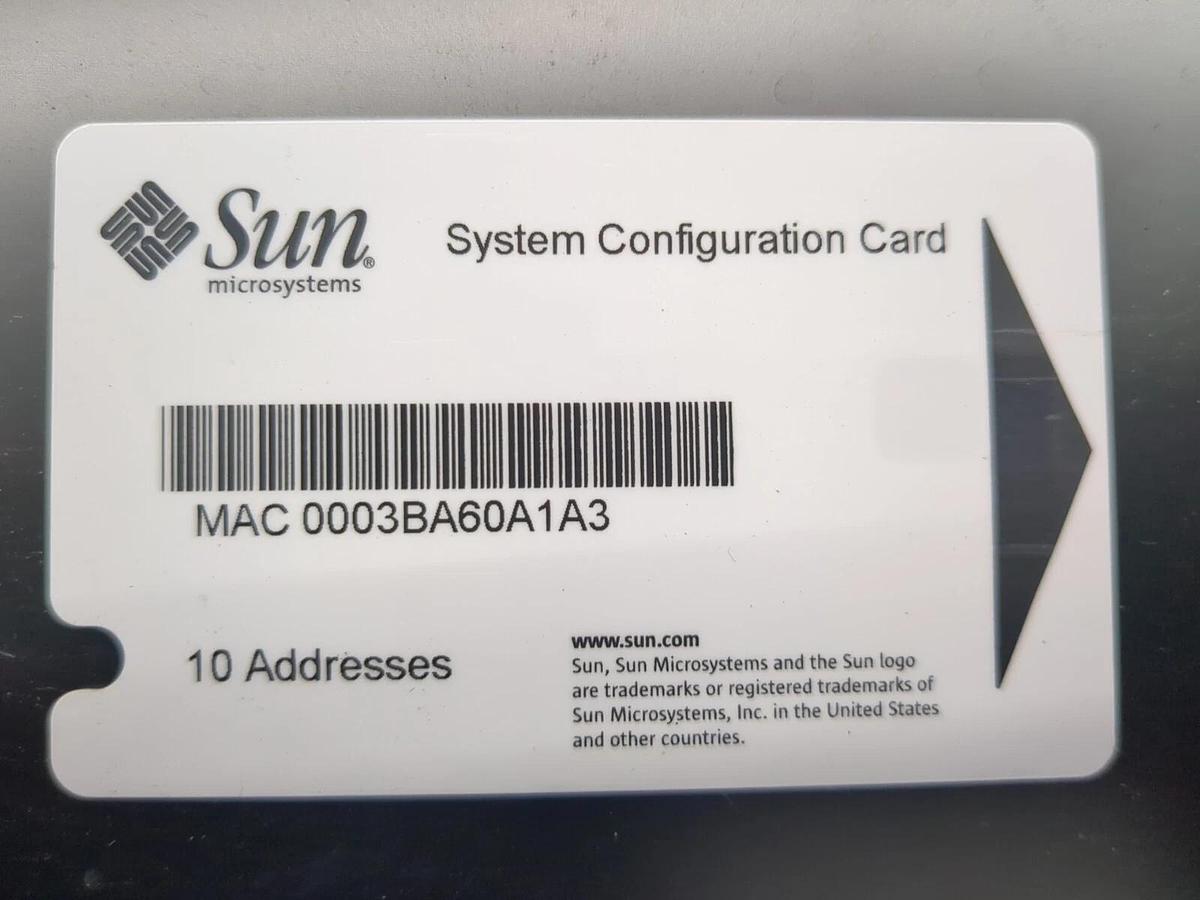 Sun®
microsystems
System Configuration Card
MAC 0003BA60A1A3
10 Addresses
www.sun.com
Sun, Sun Microsystems and the Sun logo
are trademarks or registered trademarks of
Sun Microsystems, Inc. in the United States
and other countries.